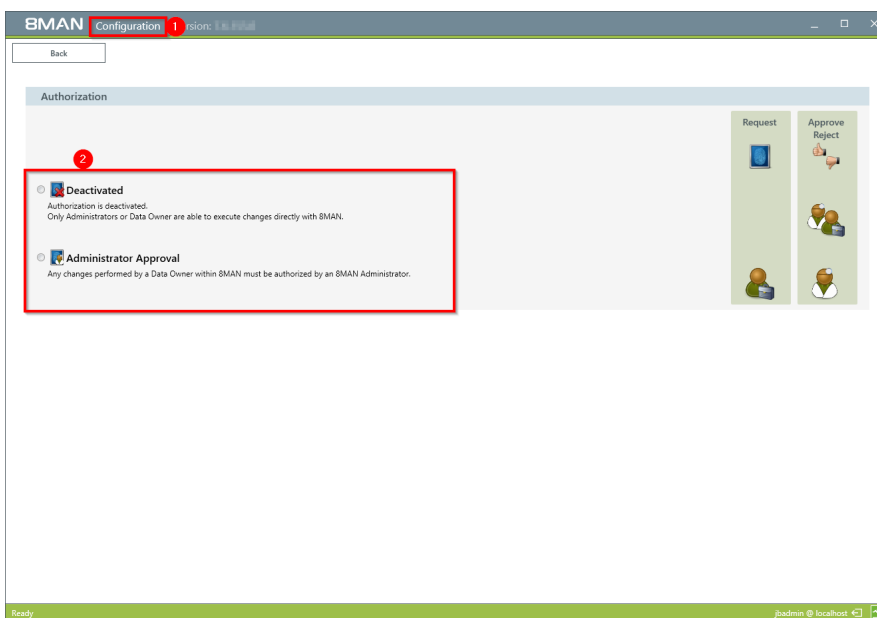 8MAN Configuration 1 rsion:
Back
Authorization
Request
Approve
Reject
2
Deactivated
Authorization is deactivated.
Only Administrators or Data Owner are able to execute changes directly with 8MAN.
Administrator Approval
Any changes performed by a Data Owner within 8MAN must be authorized by an 8MAN Administrator.
Ready
jbadmin @ localhost